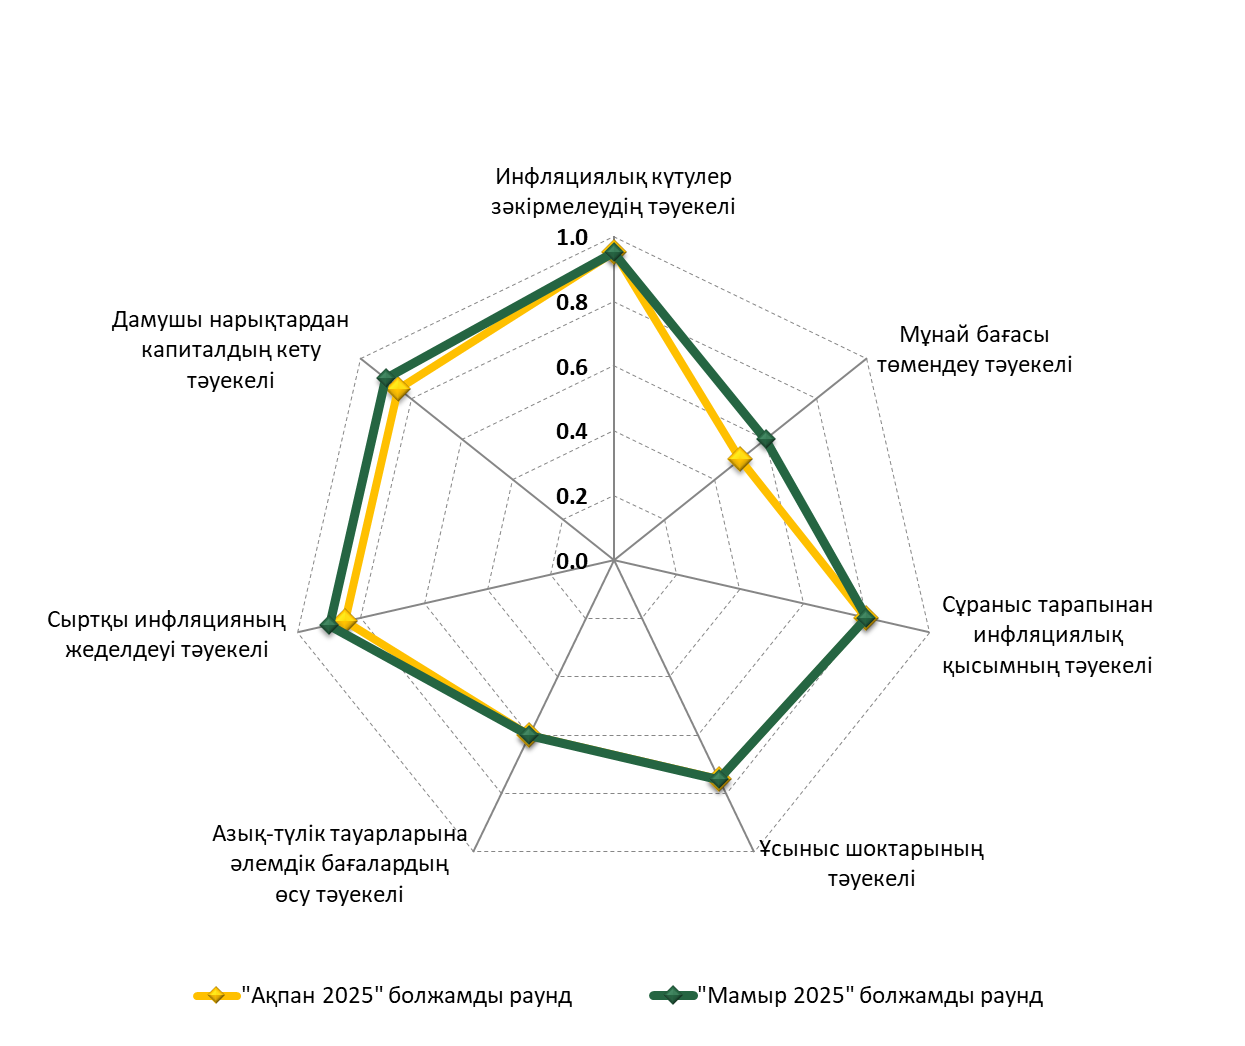 Инфляциялық күтулер
зәкірмелеудің тәуекелі
1.0
0.8
0.6
0.4
0.2
0.0
Мұнай бағасы
төмендеу тәуекелі
Сұраныс тарапынан
инфляциялық
қысымның тәуекелі
Ұсыныс шоктарының
тәуекелі
Азық-түлік тауарларына
әлемдік бағалардың
өсу тәуекелі
Сыртқы инфляцияның
жеделдеуі тәуекелі
Дамушы нарықтардан
капиталдың кету
тәуекелі
"Ақпан 2025" болжамды раунд
"Мамыр 2025" болжамды раунд